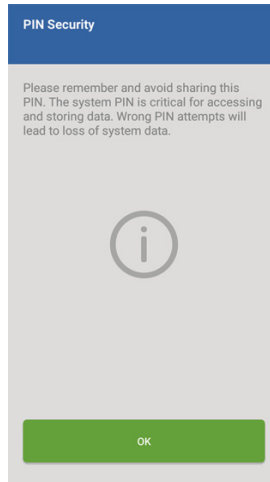 PIN Security
Please remember and avoid sharing this
PIN. The system PIN is critical for accessing
and storing data. Wrong PIN attempts will
lead to loss of system data.
i
OK